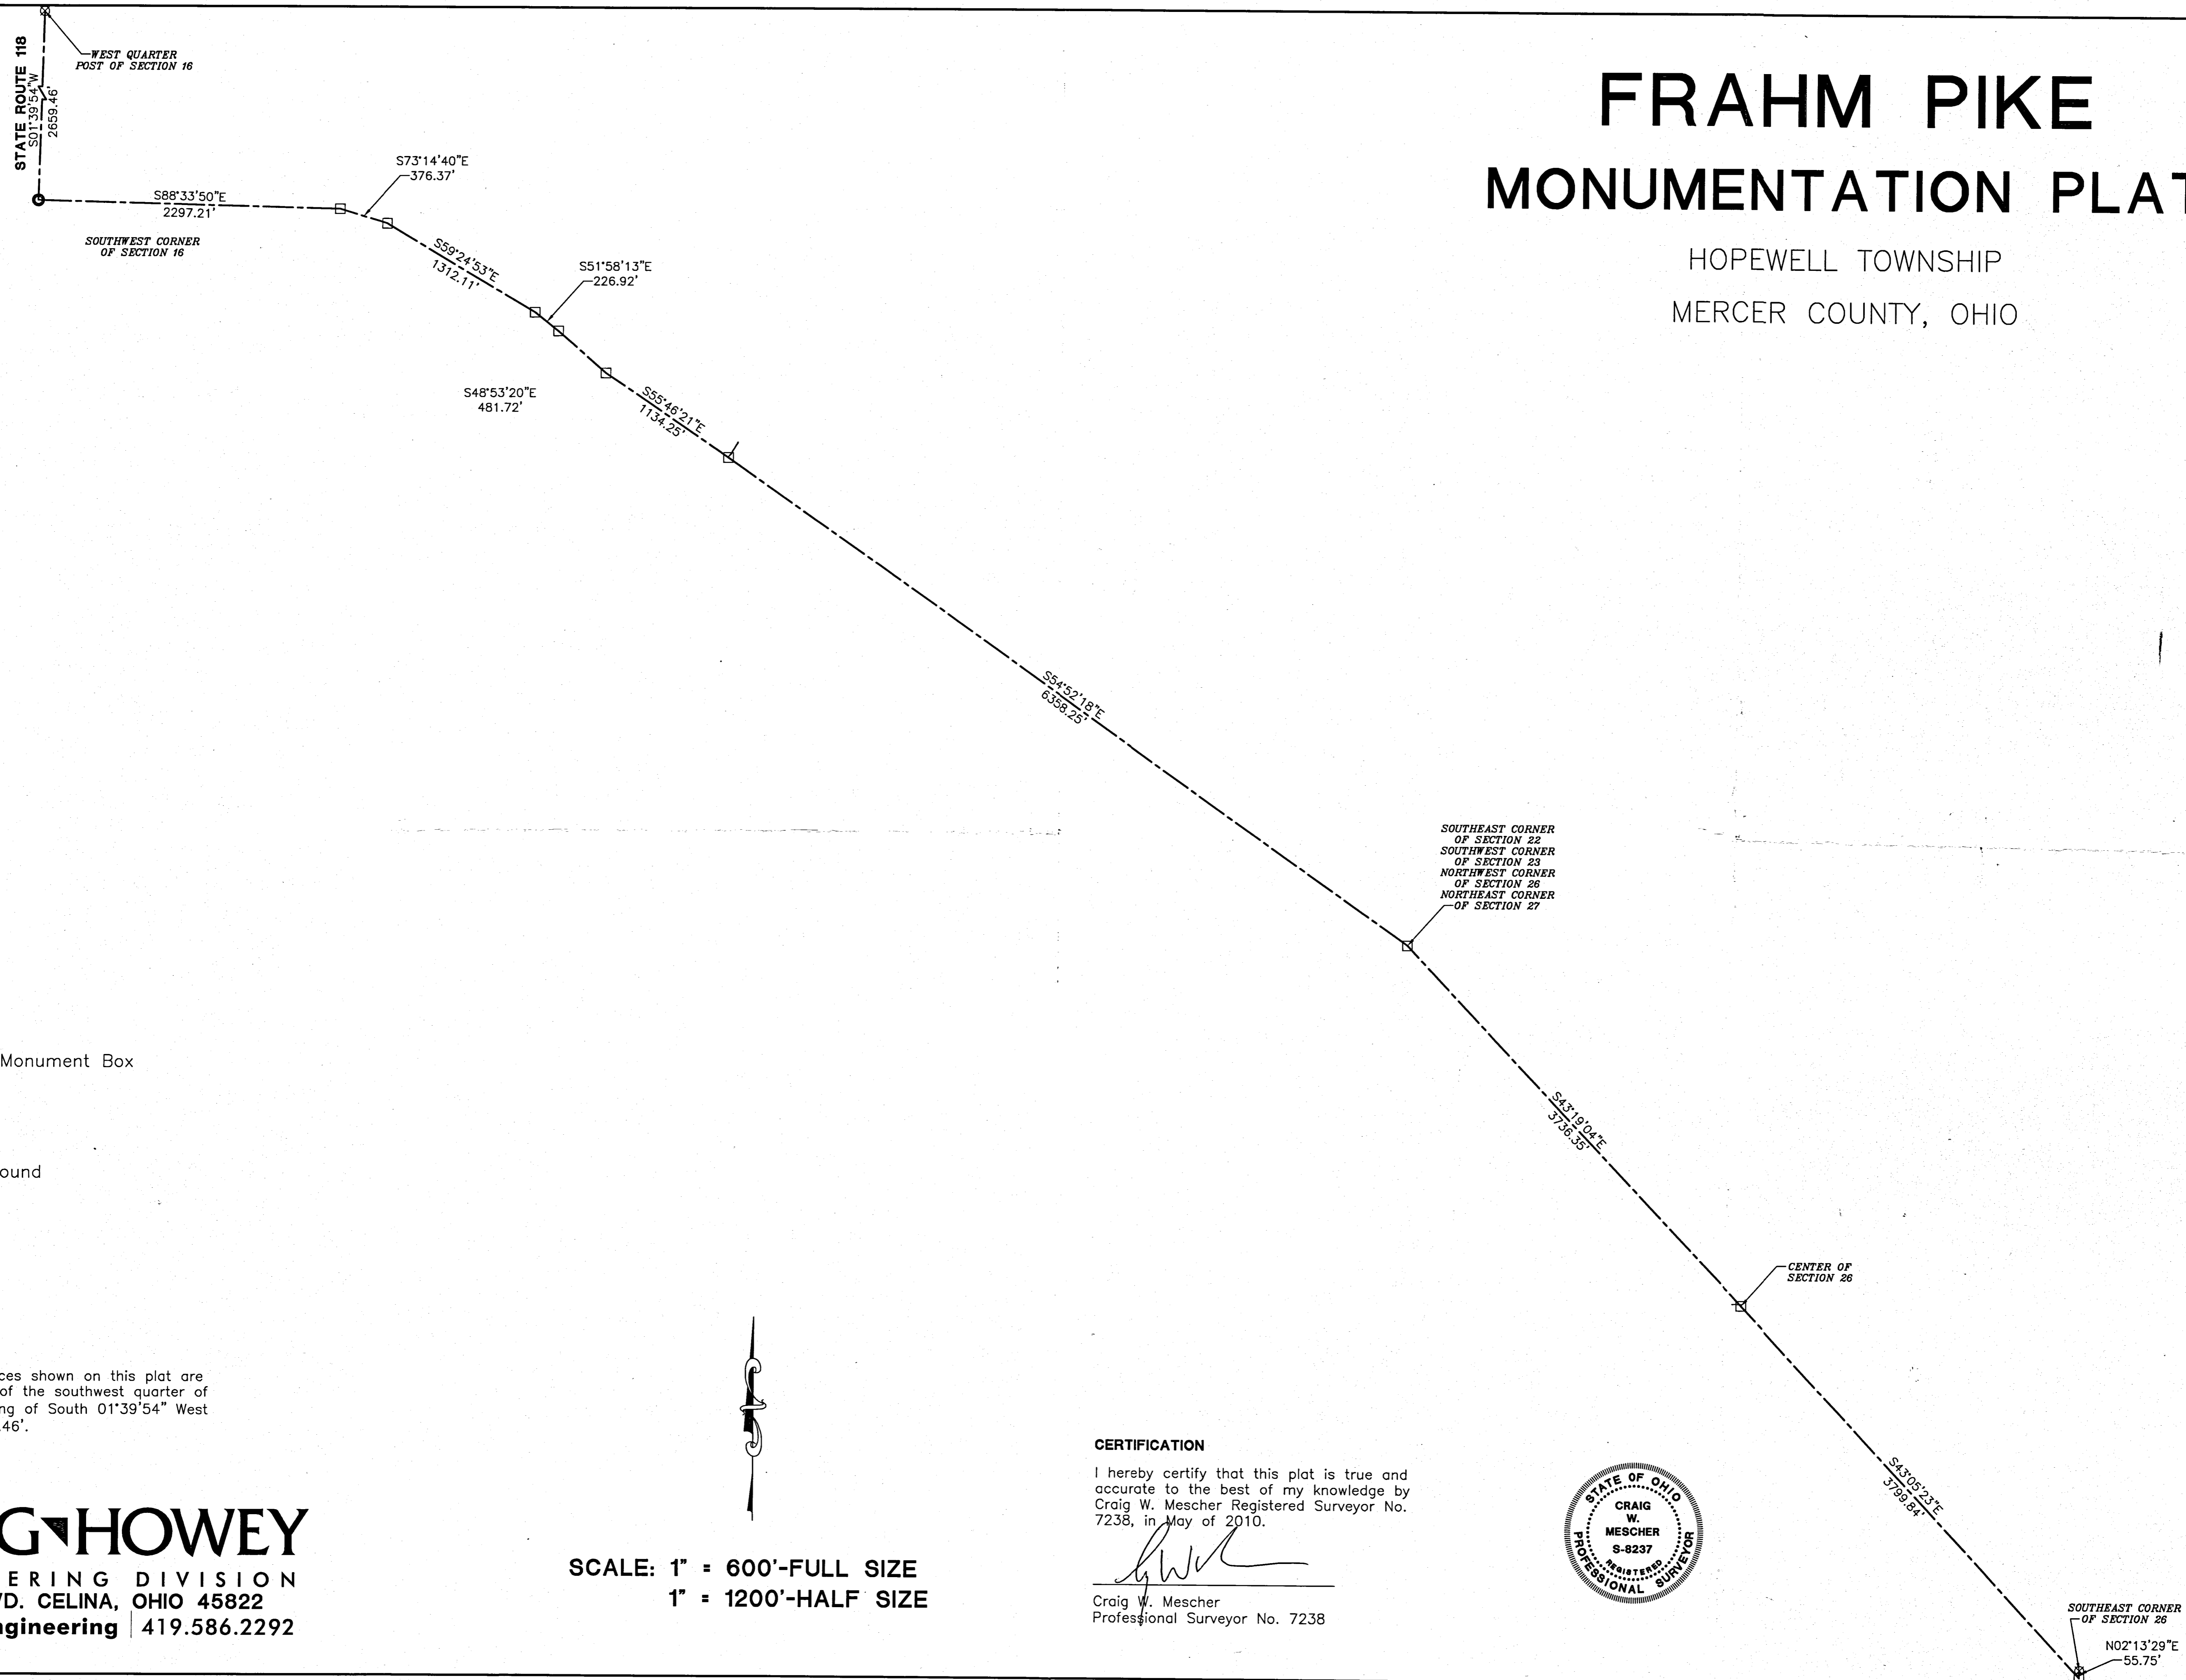 FRAHM PIKE
MONUMENTATION PLAT
HOPEWELL TOWNSHIP
MERCER COUNTY, OHIO
WEST QUARTER
POST OF SECTION 16
STATE ROUTE 118
S01°39'54"W
2659.46'
S88°33'50"E
2297.21'
SOUTHWEST CORNER
OF SECTION 16
S73°14'40"E
376.37'
S59°24'53"E
1312.11'
S51°58'13"E
226.92'
S48°53'20"E
481.72'
S55°46'21"E
1134.25'
S54°52'18"E
6358.25'
SOUTHEAST CORNER
OF SECTION 22
SOUTHWEST CORNER
OF SECTION 23
NORTHWEST CORNER
OF SECTION 26
NORTHEAST CORNER
OF SECTION 27
S43°19'04"E
3736.35'
CENTER OF
SECTION 26
S43°05'23"E
3799.84'
SOUTHEAST CORNER
OF SECTION 26
N02°13'29"E
55.75'
Monument Box
ound
ces shown on this plat are
of the southwest quarter of
ng of South 01°39'54" West
.46'.
G HOWEY
ERING DIVISION
VD. CELINA, OHIO 45822
ngineering | 419.586.2292
SCALE: 1" = 600'-FULL SIZE
1" = 1200'-HALF SIZE
CERTIFICATION
I hereby certify that this plat is true and
accurate to the best of my knowledge by
Craig W. Mescher Registered Surveyor No.
7238, in May of 2010.
Craig W. Mescher
Professional Surveyor No. 7238
STATE OF OHIO
CRAIG
W.
MESCHER
S-8237
REGISTERED
PROFESSIONAL SURVEYOR